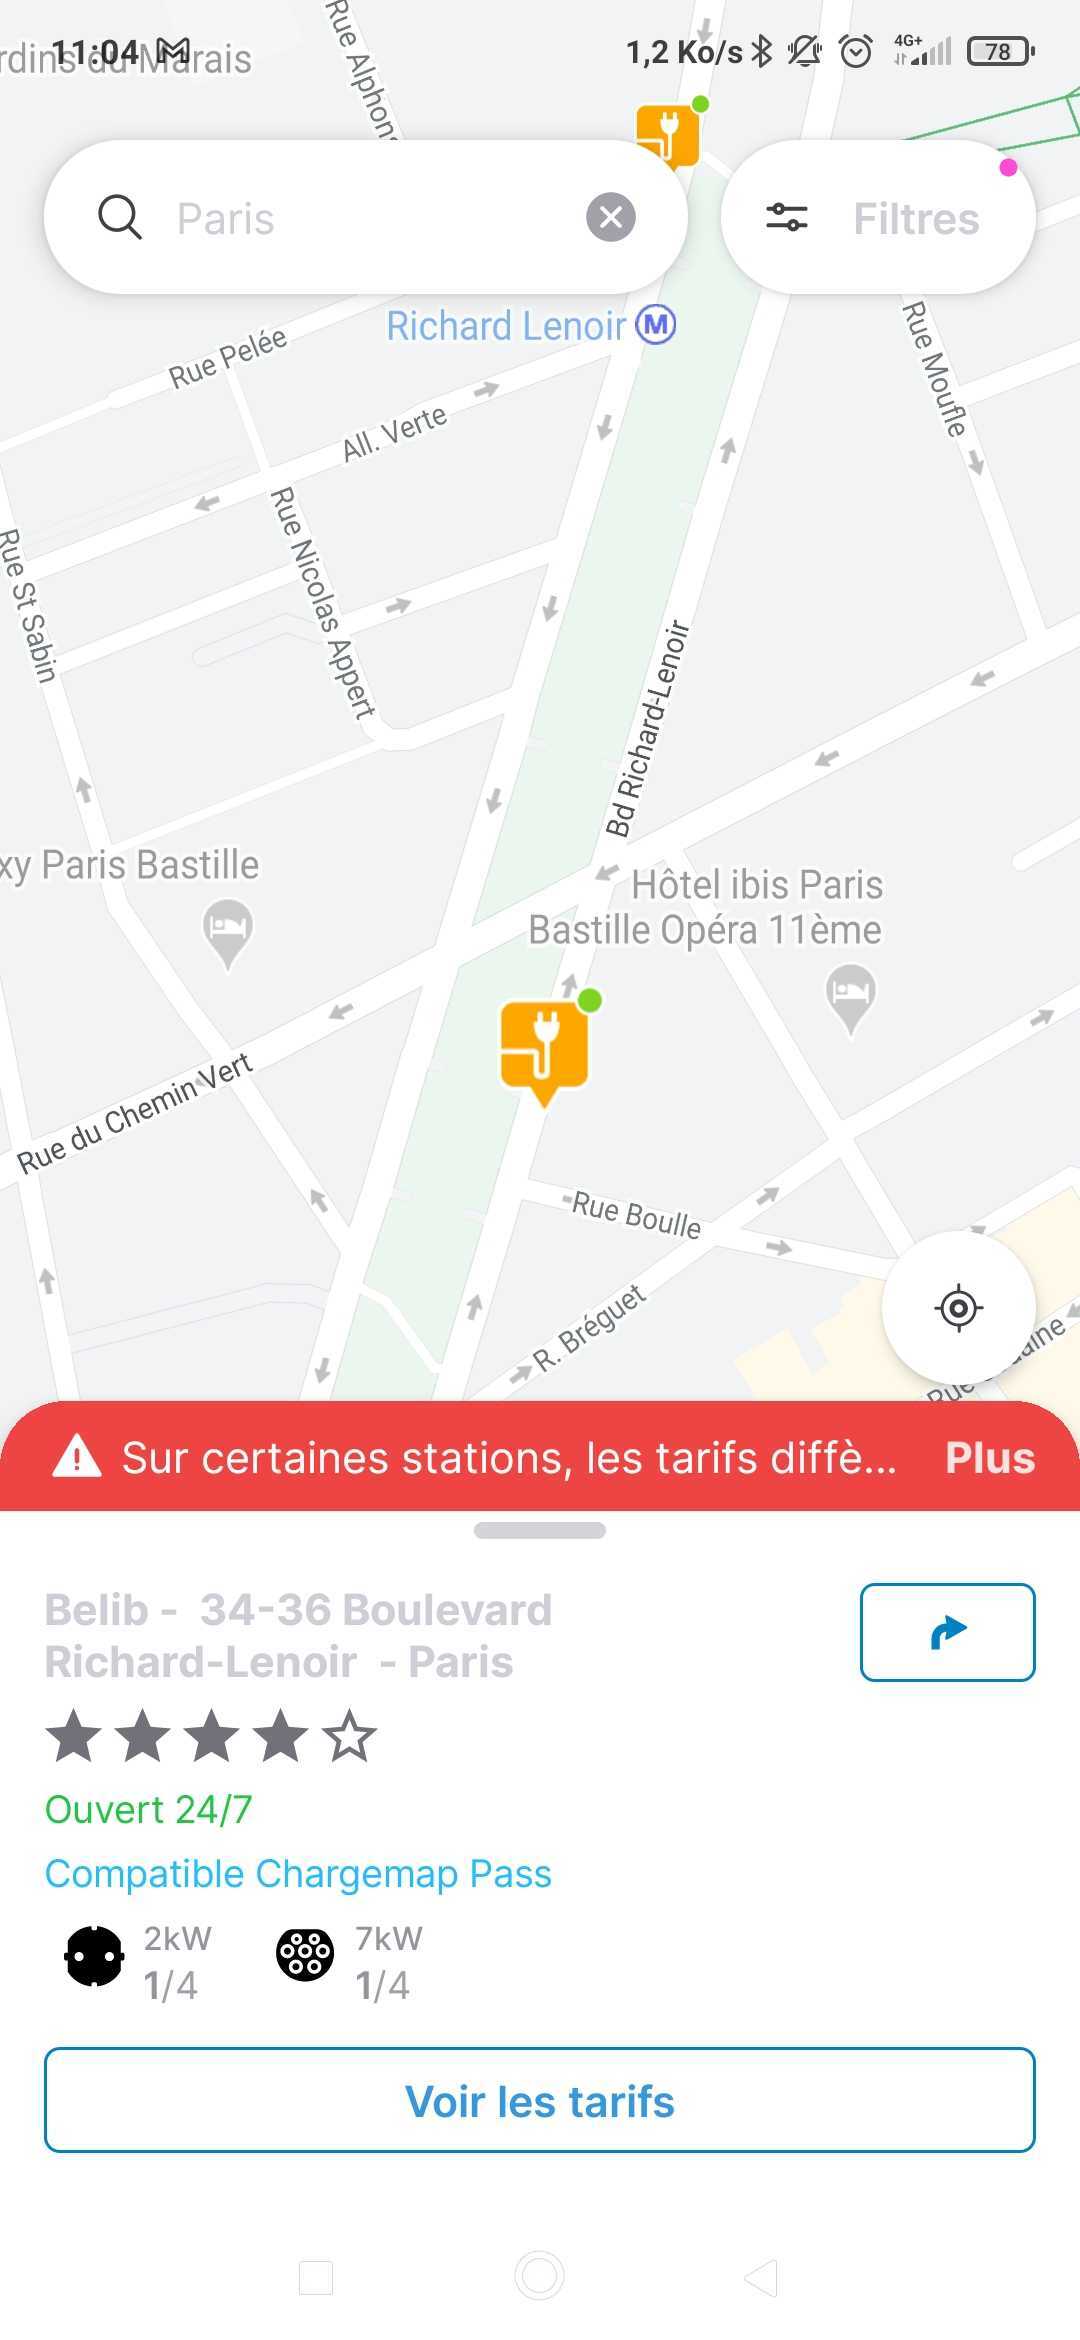 11:04
1,2 Ko/s
4G+
78
rdins du Marais
Rue Alphons
Paris
Filtres
Richard Lenoir M
Rue Pelée
Rue Moufle
All. Verte
Rue Nicolas Appert
Rue St Sabin
Bd Richard-Lenoir
xy Paris Bastille
Hôtel ibis Paris
Bastille Opéra 11ème
Rue du Chemin Vert
Rue Boulle
R. Bréguet
Rue
Sur certaines stations, les tarifs diffè... Plus
Belib - 34-36 Boulevard
Richard-Lenoir - Paris
Ouvert 24/7
Compatible Chargemap Pass
2kW 7kW
1/4 1/4
Voir les tarifs